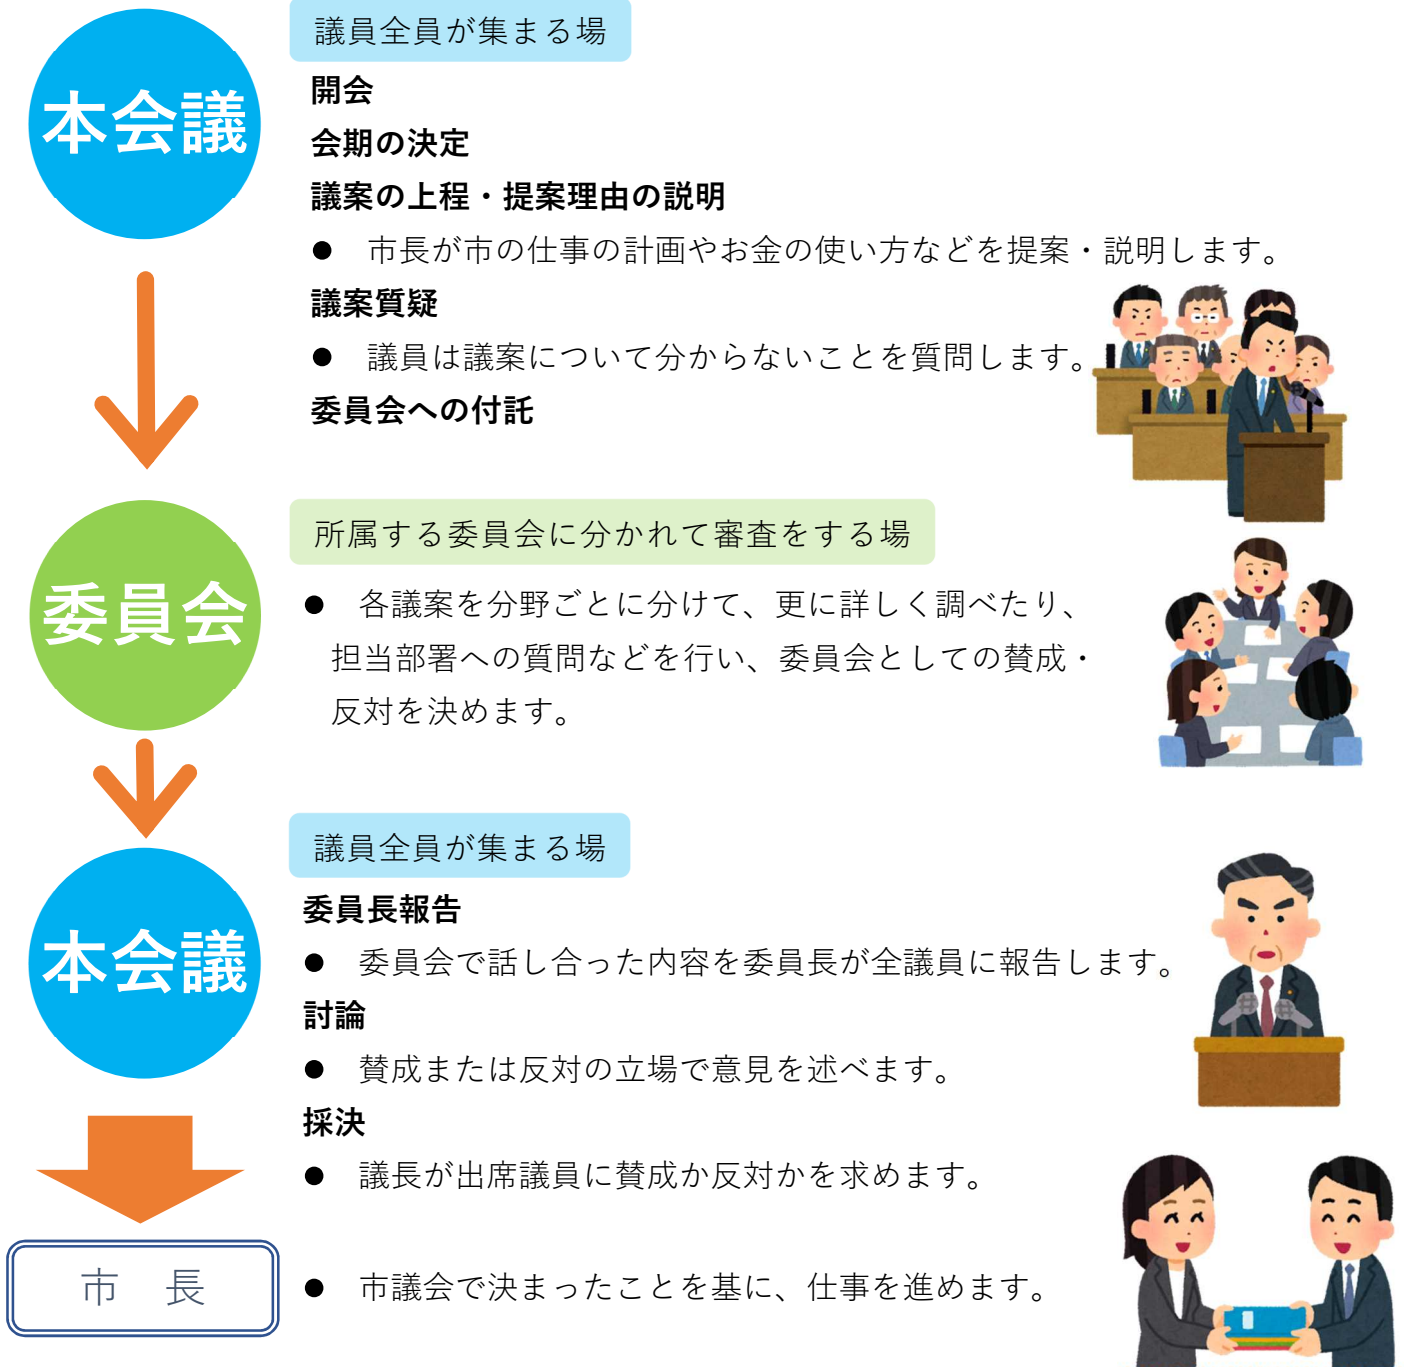 本会議
議員全員が集まる場
開会
会期の決定
議案の上程・提案理由の説明
● 市長が市の仕事の計画やお金の使い方などを提案・説明します。
議案質疑
● 議員は議案について分からないことを質問します。
委員会への付託
委員会
所属する委員会に分かれて審査をする場
● 各議案を分野ごとに分けて、更に詳しく調べたり、
担当部署への質問などを行い、委員会としての賛成・
反対を決めます。
本会議
議員全員が集まる場
委員長報告
● 委員会で話し合った内容を委員長が全議員に報告します。
討論
● 賛成または反対の立場で意見を述べます。
採決
● 議長が出席議員に賛成か反対かを求めます。
市　長
● 市議会で決まったことを基に、仕事を進めます。